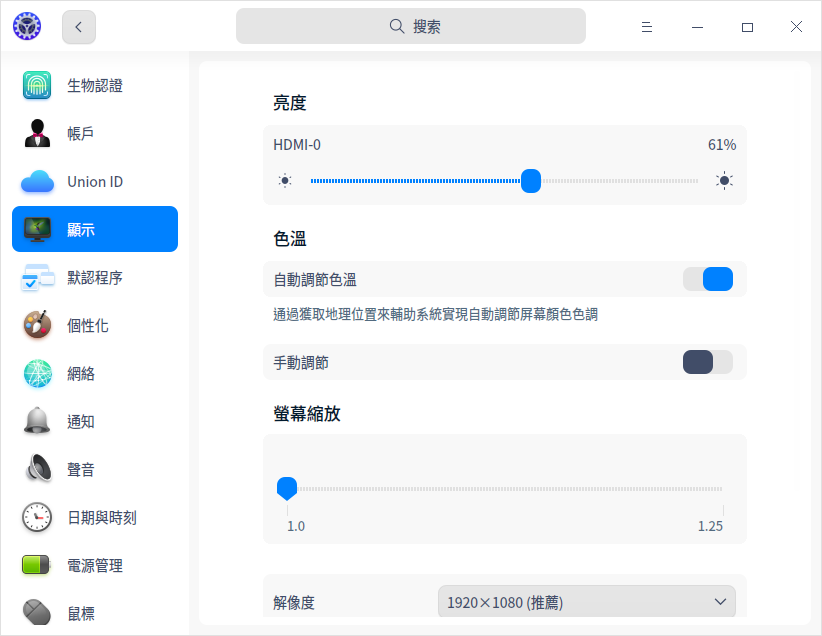 搜索
生物認證
帳戶
Union ID
顯示
默認程序
個性化
網絡
通知
聲音
日期與時刻
電源管理
鼠標
亮度
HDMI-0 61%
色溫
自動調節色溫
通過獲取地理位置來輔助系統實現自動調節屏幕顏色色調
手動調節
螢幕縮放
1.0 1.25
解像度 1920×1080 (推薦)